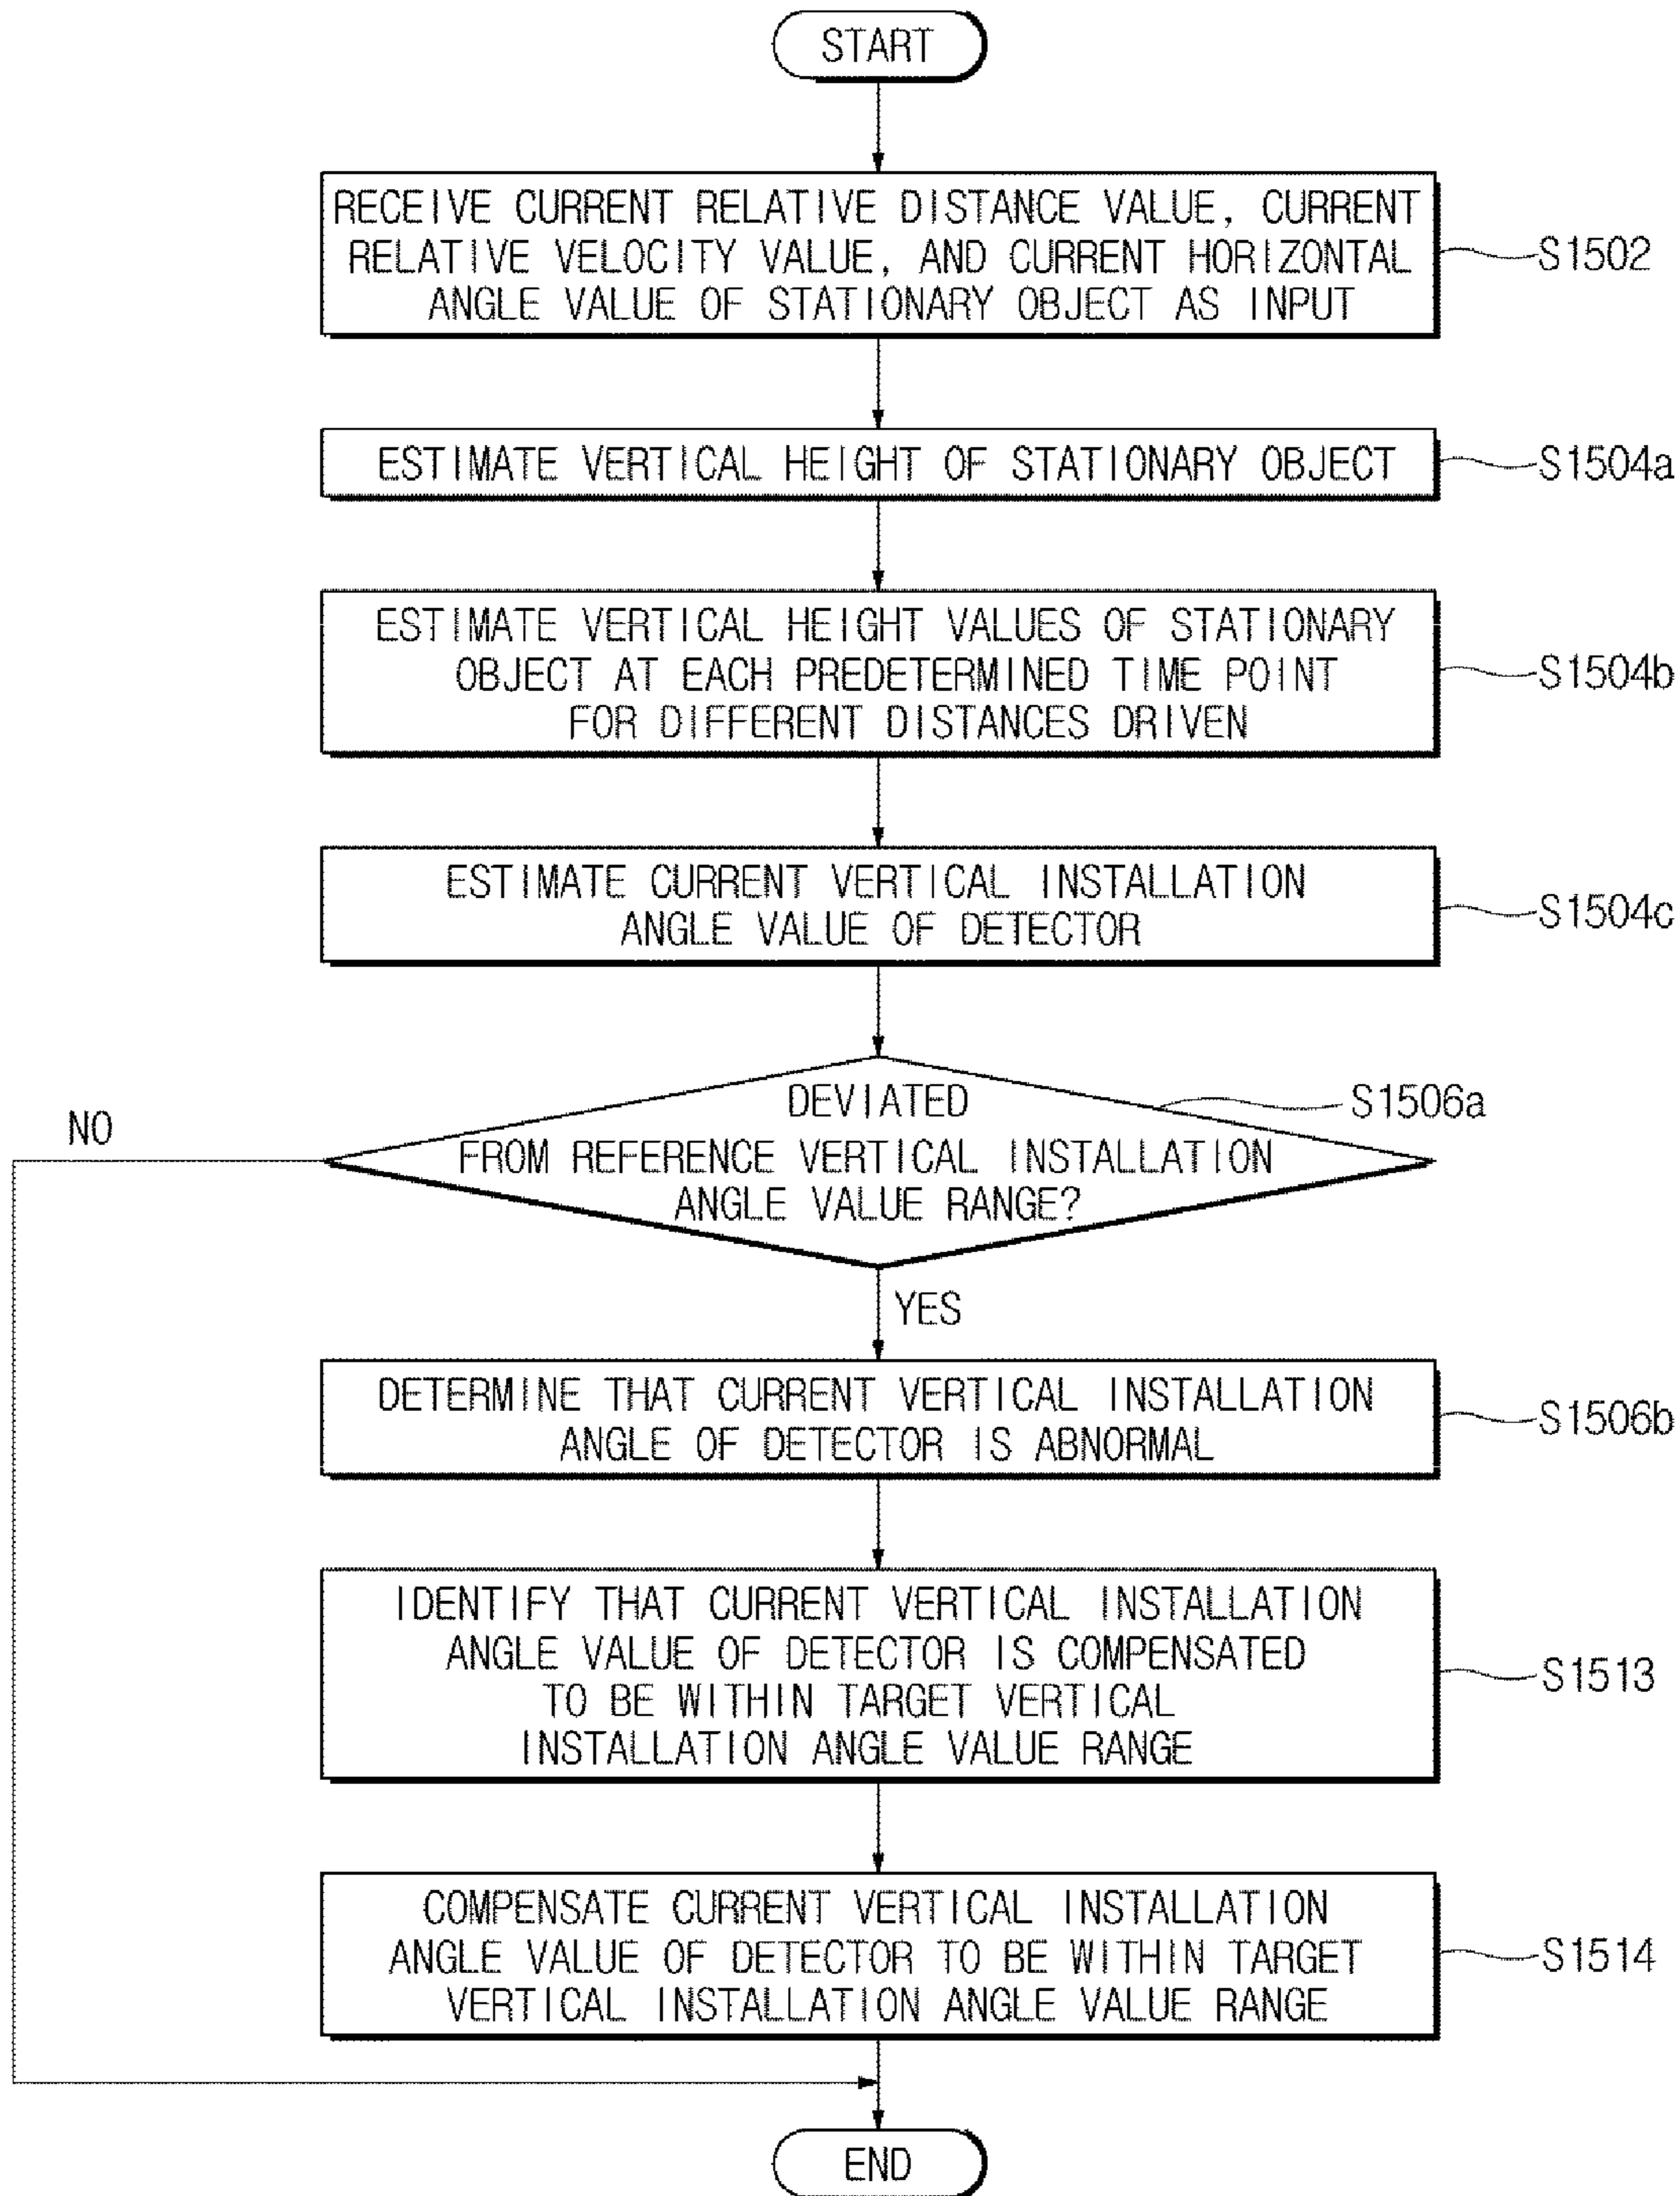 START
RECEIVE CURRENT RELATIVE DISTANCE VALUE, CURRENT
RELATIVE VELOCITY VALUE, AND CURRENT HORIZONTAL
ANGLE VALUE OF STATIONARY OBJECT AS INPUT
S1502
ESTIMATE VERTICAL HEIGHT OF STATIONARY OBJECT
S1504a
ESTIMATE VERTICAL HEIGHT VALUES OF STATIONARY
OBJECT AT EACH PREDETERMINED TIME POINT
FOR DIFFERENT DISTANCES DRIVEN
S1504b
ESTIMATE CURRENT VERTICAL INSTALLATION
ANGLE VALUE OF DETECTOR
S1504c
DEVIATED
FROM REFERENCE VERTICAL INSTALLATION
ANGLE VALUE RANGE?
S1506a
NO
YES
DETERMINE THAT CURRENT VERTICAL INSTALLATION
ANGLE OF DETECTOR IS ABNORMAL
S1506b
IDENTIFY THAT CURRENT VERTICAL INSTALLATION
ANGLE VALUE OF DETECTOR IS COMPENSATED
TO BE WITHIN TARGET VERTICAL
INSTALLATION ANGLE VALUE RANGE
S1513
COMPENSATE CURRENT VERTICAL INSTALLATION
ANGLE VALUE OF DETECTOR TO BE WITHIN TARGET
VERTICAL INSTALLATION ANGLE VALUE RANGE
S1514
END